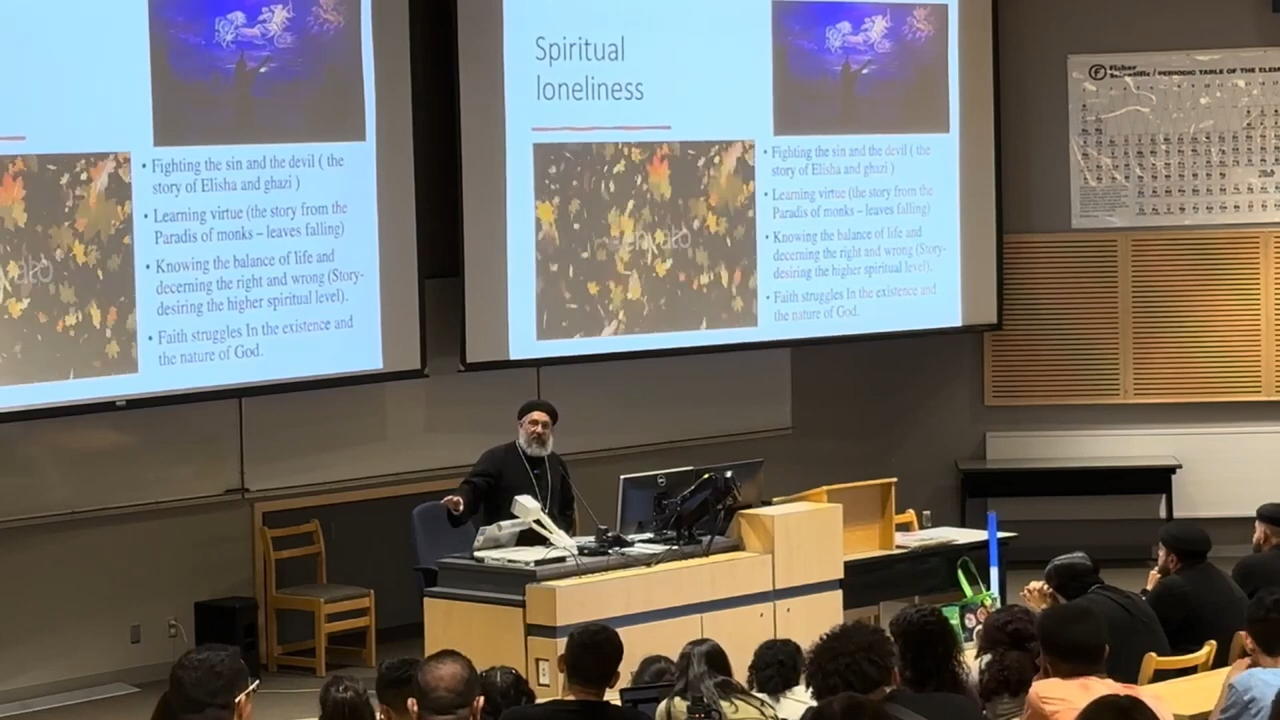 • Fighting the sin and the devil ( the
story of Elisha and ghazi )
• Learning virtue (the story from the
Paradis of monks – leaves falling)
• Knowing the balance of life and
decerning the right and wrong (Story-
desiring the higher spiritual level).
• Faith struggles In the existence and
the nature of God.
Spiritual
loneliness
envato
• Fighting the sin and the devil ( the
story of Elisha and ghazi )
• Learning virtue (the story from the
Paradis of monks – leaves falling)
• Knowing the balance of life and
decerning the right and wrong (Story-
desiring the higher spiritual level).
• Faith struggles In the existence and
the nature of God.
Fisher
Scientific / PERIODIC TABLE OF THE ELEM
DELL